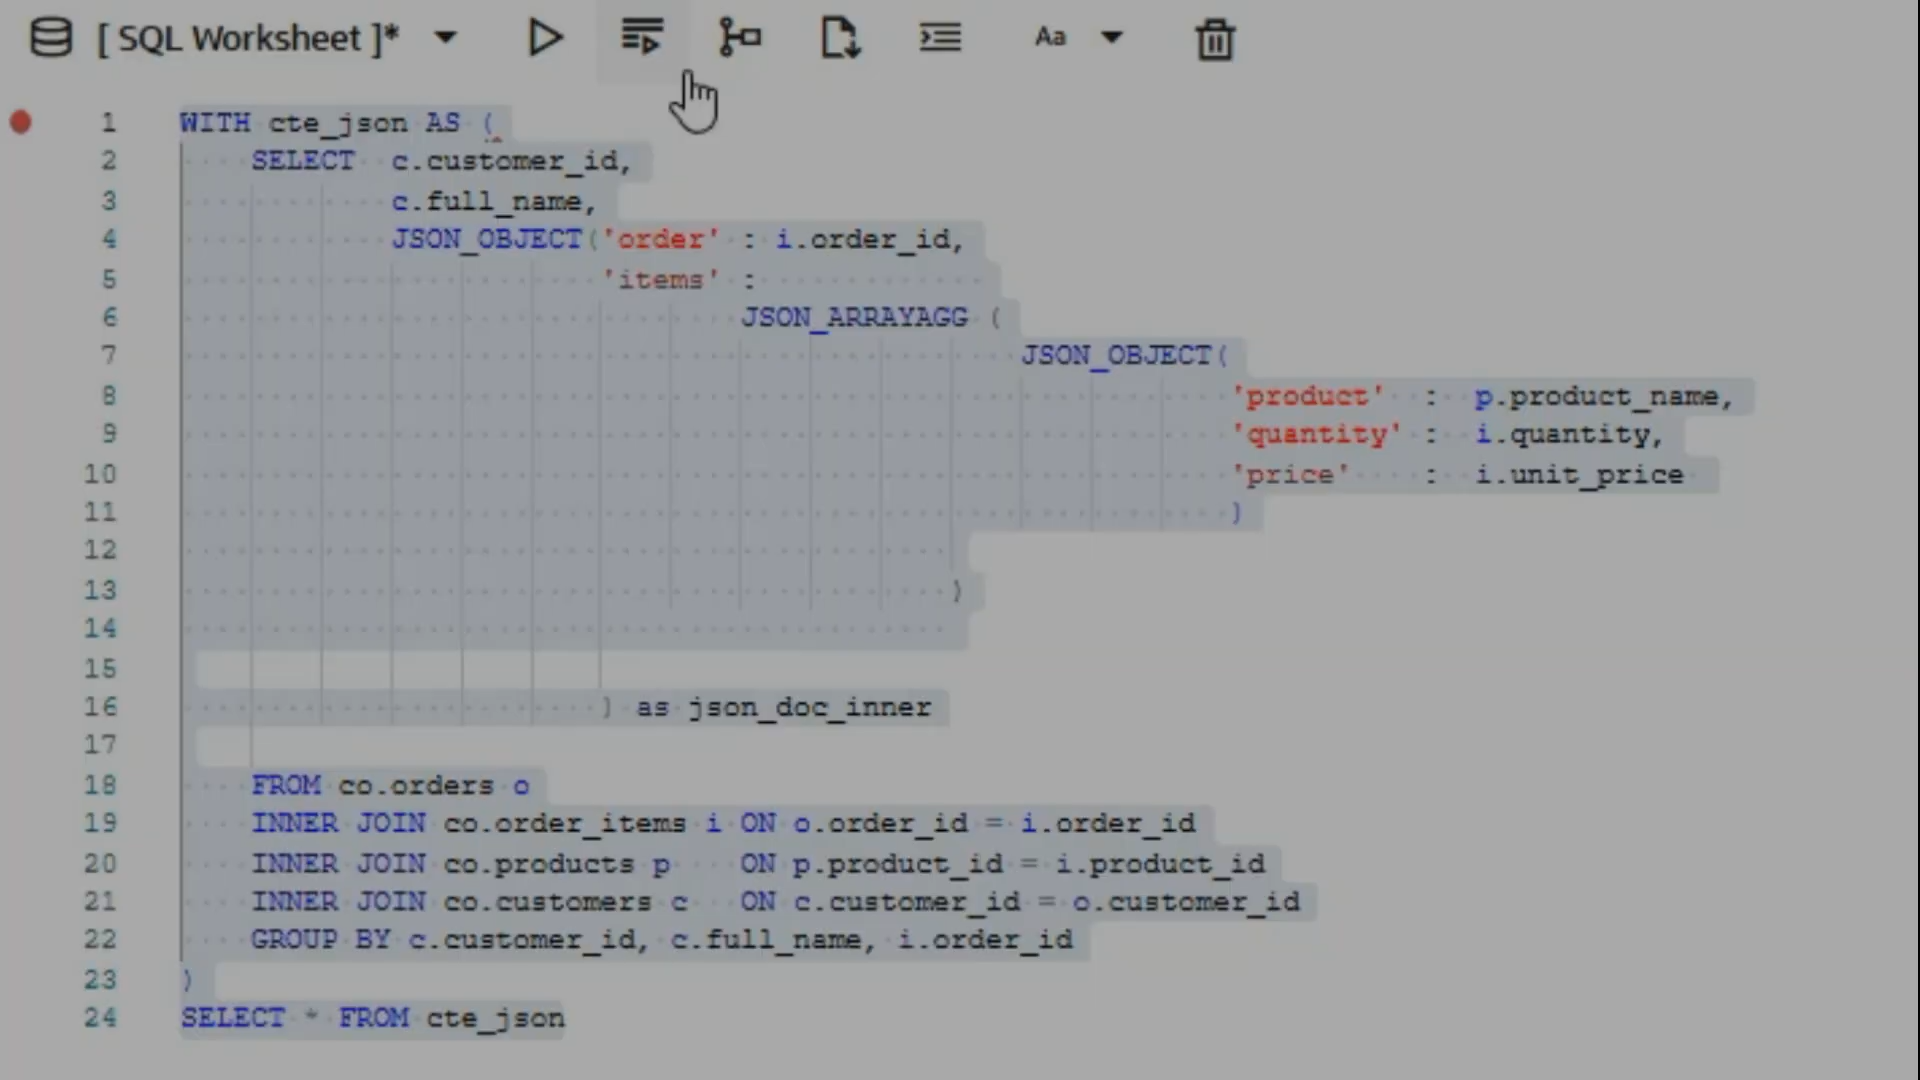 [ SQL Worksheet ]*
Aa
1 WITH cte_json AS (
2 SELECT c.customer_id,
3 c.full_name,
4 JSON_OBJECT('order' : i.order_id,
5 'items' :
6 JSON_ARRAYAGG (
7 JSON_OBJECT(
8 'product' : p.product_name,
9 'quantity' : i.quantity,
10 'price' : i.unit_price
11 )
12
13 )
14
15
16 ) as json_doc_inner
17
18 FROM co.orders o
19 INNER JOIN co.order_items i ON o.order_id = i.order_id
20 INNER JOIN co.products p ON p.product_id = i.product_id
21 INNER JOIN co.customers c ON c.customer_id = o.customer_id
22 GROUP BY c.customer_id, c.full_name, i.order_id
23 )
24 SELECT * FROM cte_json